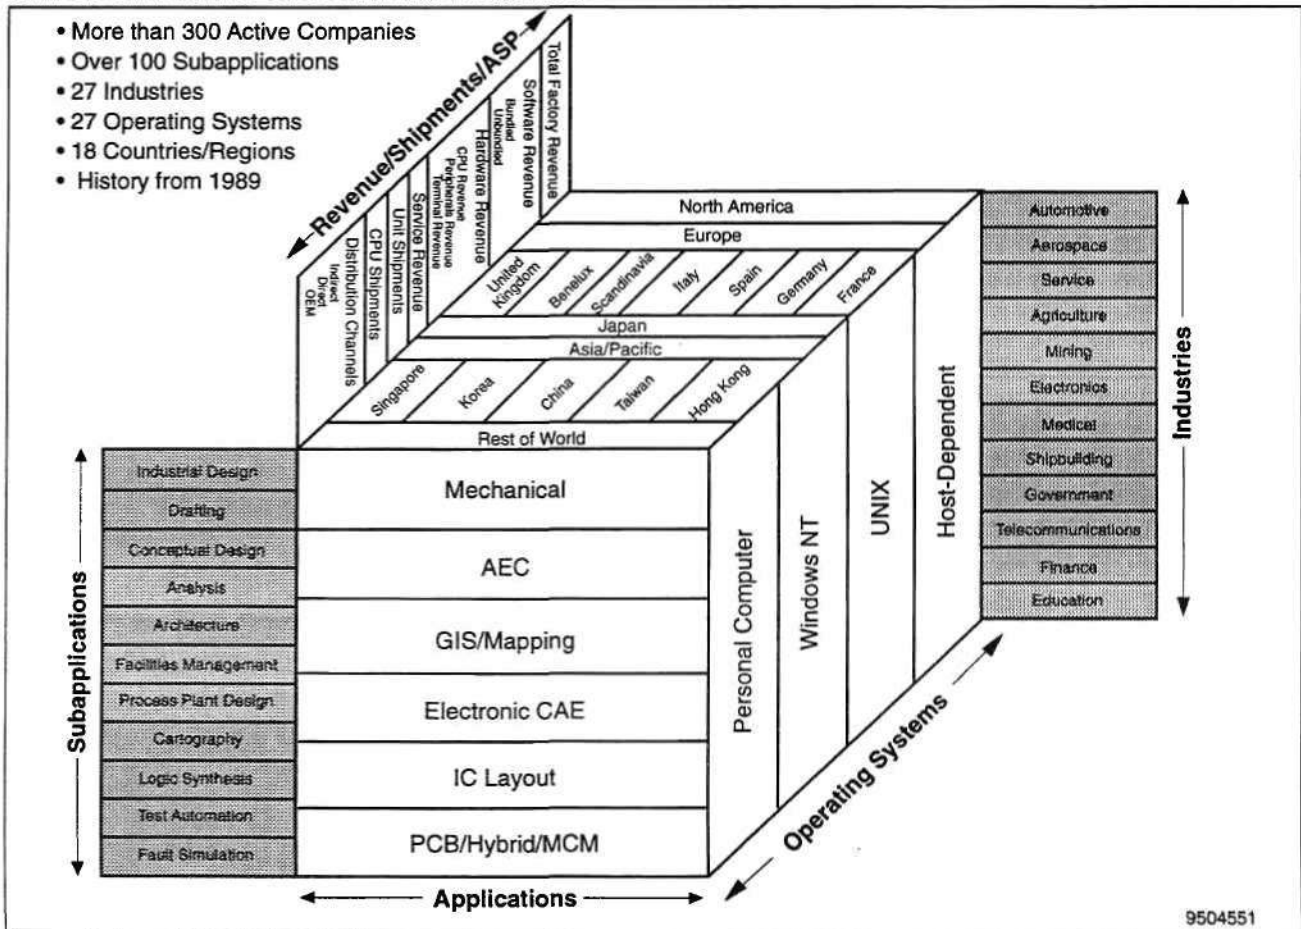 • More than 300 Active Companies
• Over 100 Subapplications
• 27 Industries
• 27 Operating Systems
• 18 Countries/Regions
• History from 1989
Revenue/Shipments/ASP
Total Factory Revenue
Software Revenue
Bundled
Unbundled
Hardware Revenue
CPU Revenue
Peripherals Revenue
Terminal Revenue
Service Revenue
Unit Shipments
CPU Shipments
Distribution Channels
Indirect
Direct
OEM
North America
Europe
United
Kingdom
Benelux
Scandinavia
Italy
Spain
Germany
France
Japan
Asia/Pacific
Singapore
Korea
China
Taiwan
Hong Kong
Rest of World
Subapplications
Industrial Design
Drafting
Conceptual Design
Analysis
Architecture
Facilities Management
Process Plant Design
Cartography
Logic Synthesis
Test Automation
Fault Simulation
Mechanical
AEC
GIS/Mapping
Electronic CAE
IC Layout
PCB/Hybrid/MCM
Applications
Personal Computer
Windows NT
UNIX
Host-Dependent
Operating Systems
Automotive
Aerospace
Service
Agriculture
Mining
Electronics
Medical
Shipbuilding
Government
Telecommunications
Finance
Education
Industries
9504551